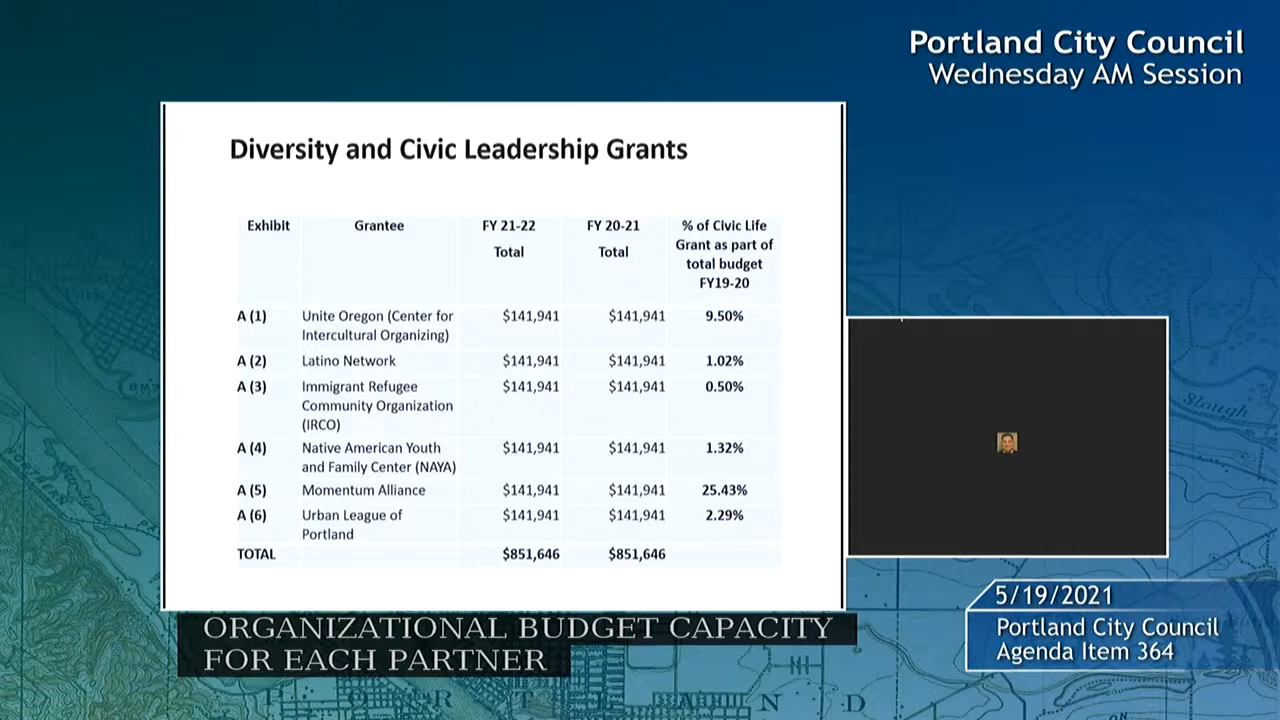 Portland City Council
Wednesday AM Session
Diversity and Civic Leadership Grants
Exhibit Grantee FY 21-22 FY 20-21 % of Civic Life
Total Total Grant as part of
total budget
FY19-20
A (1) Unite Oregon (Center for $141,941 $141,941 9.50%
Intercultural Organizing)
A (2) Latino Network $141,941 $141,941 1.02%
A (3) Immigrant Refugee $141,941 $141,941 0.50%
Community Organization
(IRCO)
A (4) Native American Youth $141,941 $141,941 1.32%
and Family Center (NAYA)
A (5) Momentum Alliance $141,941 $141,941 25.43%
A (6) Urban League of $141,941 $141,941 2.29%
Portland
TOTAL $851,646 $851,646
Slough
ORGANIZATIONAL BUDGET CAPACITY
FOR EACH PARTNER
5/19/2021
Portland City Council
Agenda Item 364